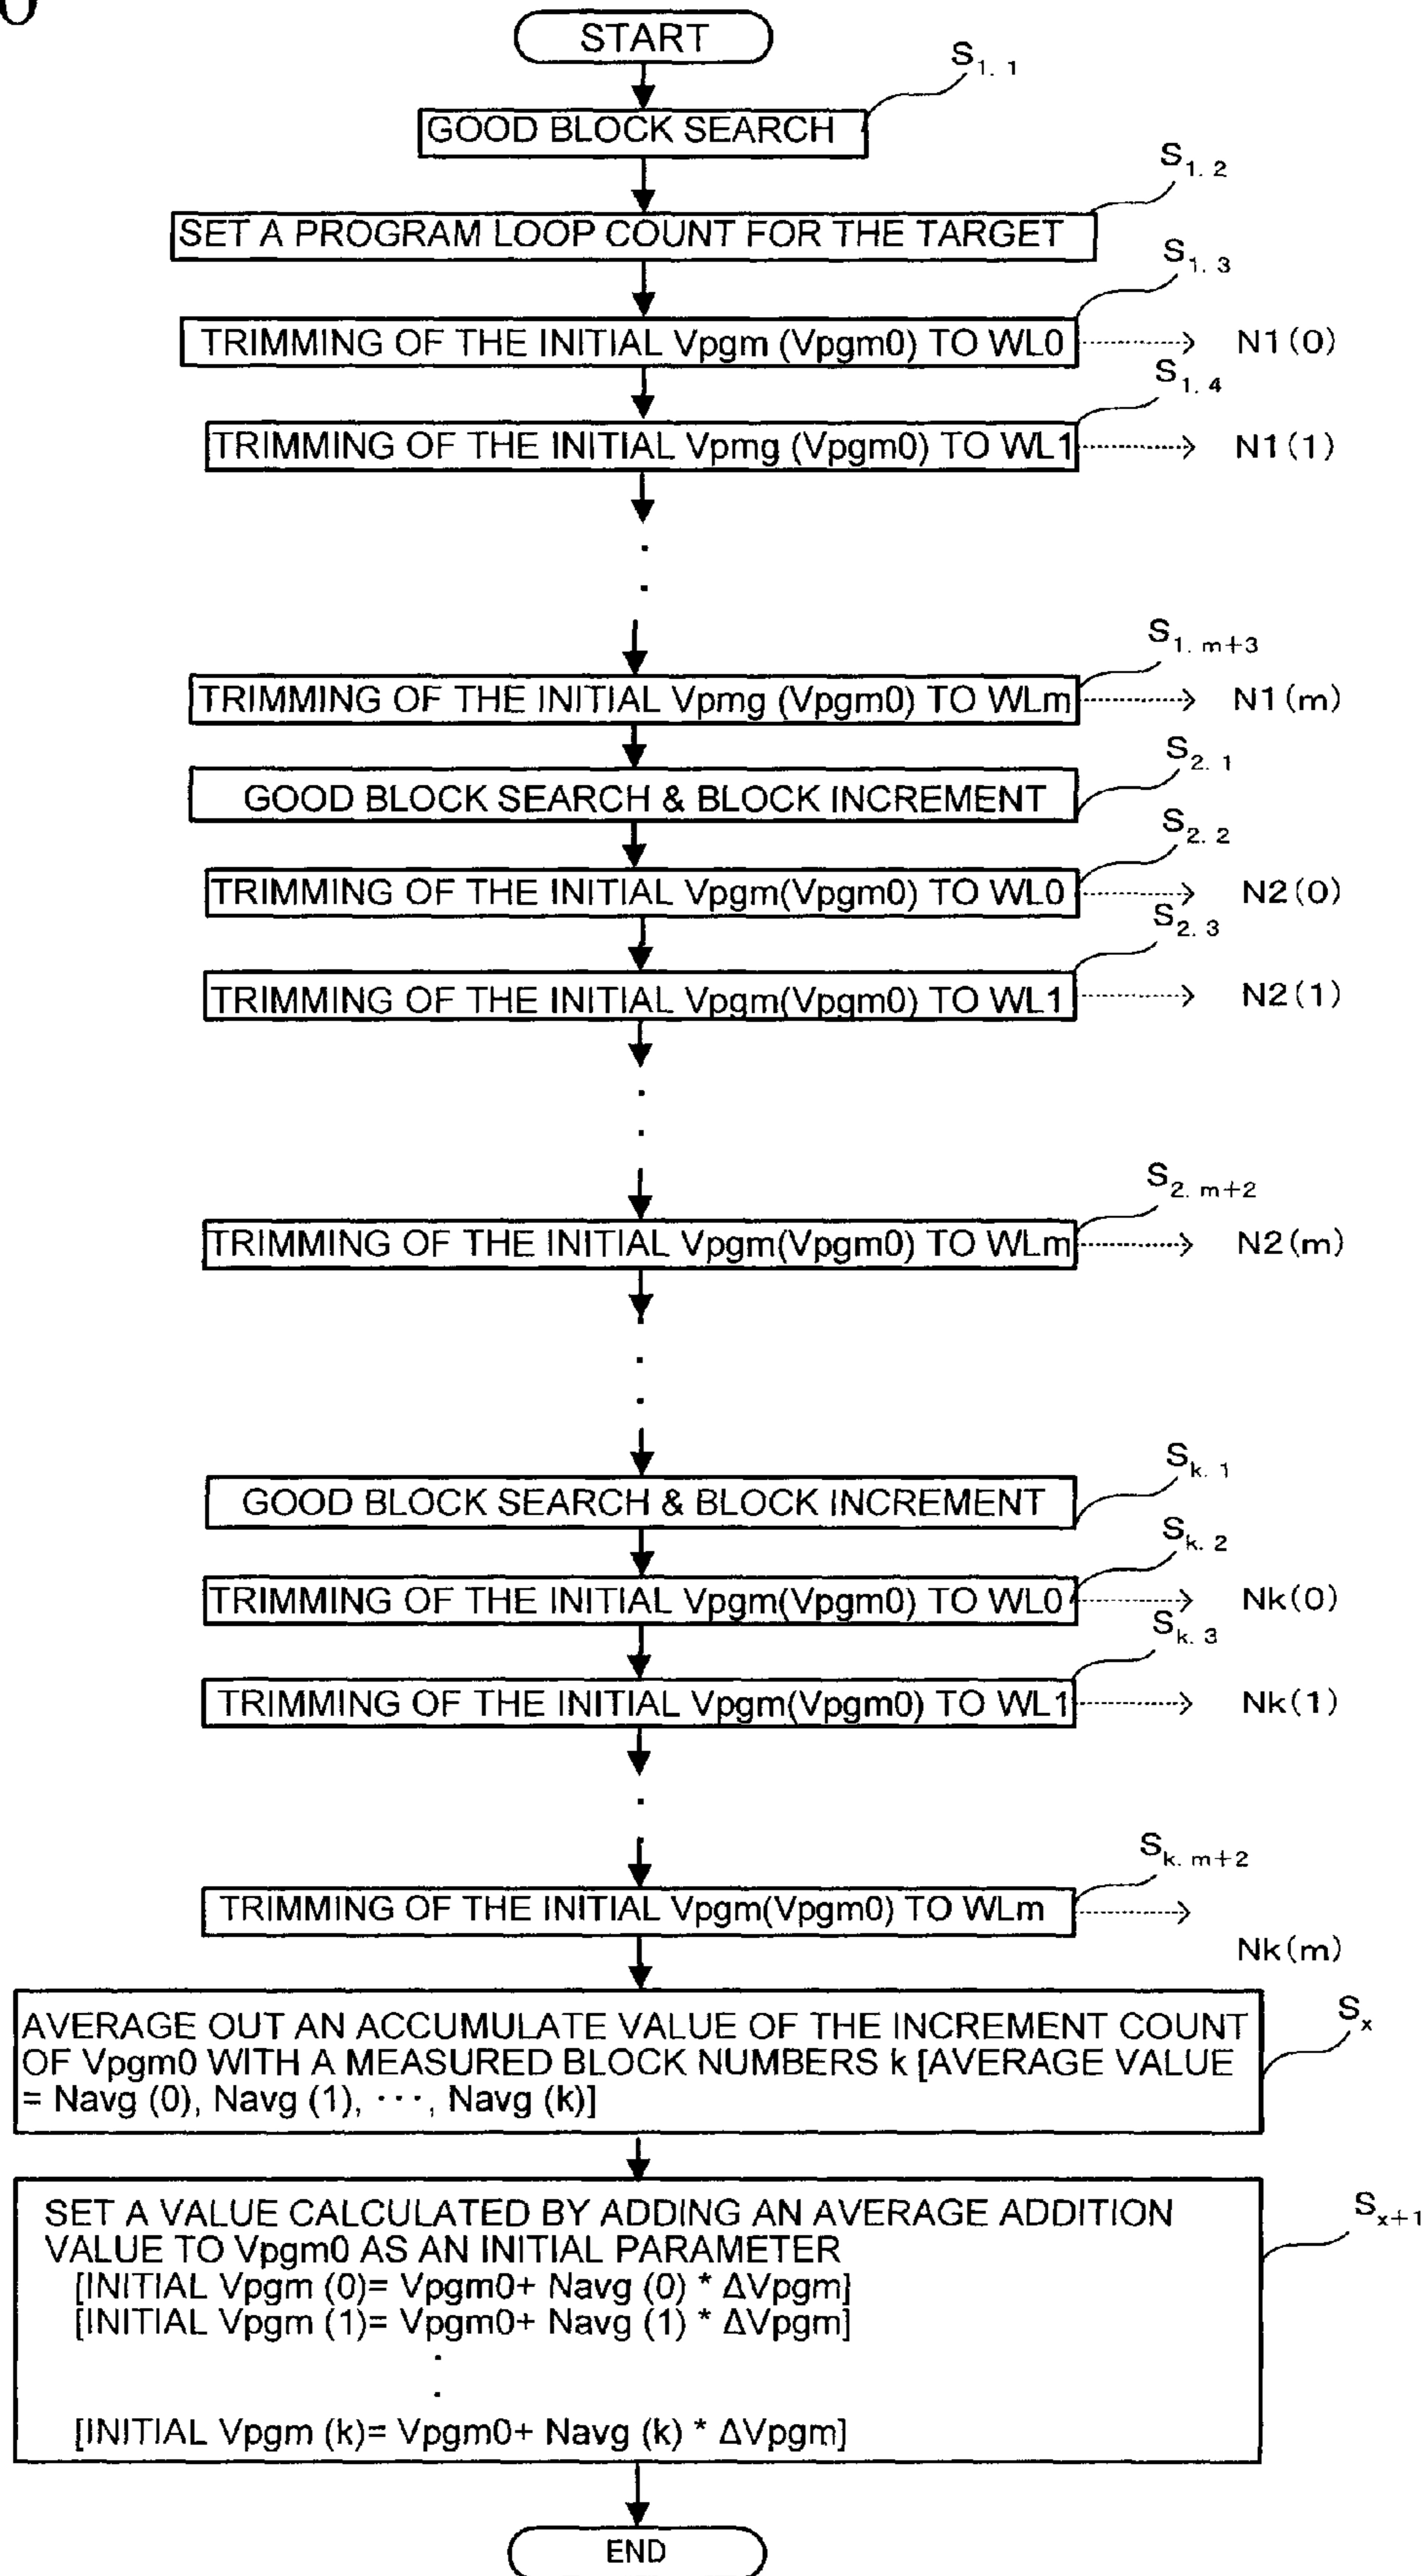 START
S1. 1
GOOD BLOCK SEARCH
S1. 2
SET A PROGRAM LOOP COUNT FOR THE TARGET
S1. 3
TRIMMING OF THE INITIAL Vpgm (Vpgm0) TO WL0
N1(0)
S1. 4
TRIMMING OF THE INITIAL Vpmg (Vpgm0) TO WL1
N1(1)
S1. m+3
TRIMMING OF THE INITIAL Vpmg (Vpgm0) TO WLm
N1(m)
S2. 1
GOOD BLOCK SEARCH & BLOCK INCREMENT
S2. 2
TRIMMING OF THE INITIAL Vpgm(Vpgm0) TO WL0
N2(0)
S2. 3
TRIMMING OF THE INITIAL Vpgm(Vpgm0) TO WL1
N2(1)
S2. m+2
TRIMMING OF THE INITIAL Vpgm(Vpgm0) TO WLm
N2(m)
Sk. 1
GOOD BLOCK SEARCH & BLOCK INCREMENT
Sk. 2
TRIMMING OF THE INITIAL Vpgm(Vpgm0) TO WL0
Nk(0)
Sk. 3
TRIMMING OF THE INITIAL Vpgm(Vpgm0) TO WL1
Nk(1)
Sk. m+2
TRIMMING OF THE INITIAL Vpgm(Vpgm0) TO WLm
Nk(m)
Sx
AVERAGE OUT AN ACCUMULATE VALUE OF THE INCREMENT COUNT
OF Vpgm0 WITH A MEASURED BLOCK NUMBERS k [AVERAGE VALUE
= Navg (0), Navg (1), ···, Navg (k)]
Sx+1
SET A VALUE CALCULATED BY ADDING AN AVERAGE ADDITION
VALUE TO Vpgm0 AS AN INITIAL PARAMETER
[INITIAL Vpgm (0)= Vpgm0+ Navg (0) * ΔVpgm]
[INITIAL Vpgm (1)= Vpgm0+ Navg (1) * ΔVpgm]
[INITIAL Vpgm (k)= Vpgm0+ Navg (k) * ΔVpgm]
END